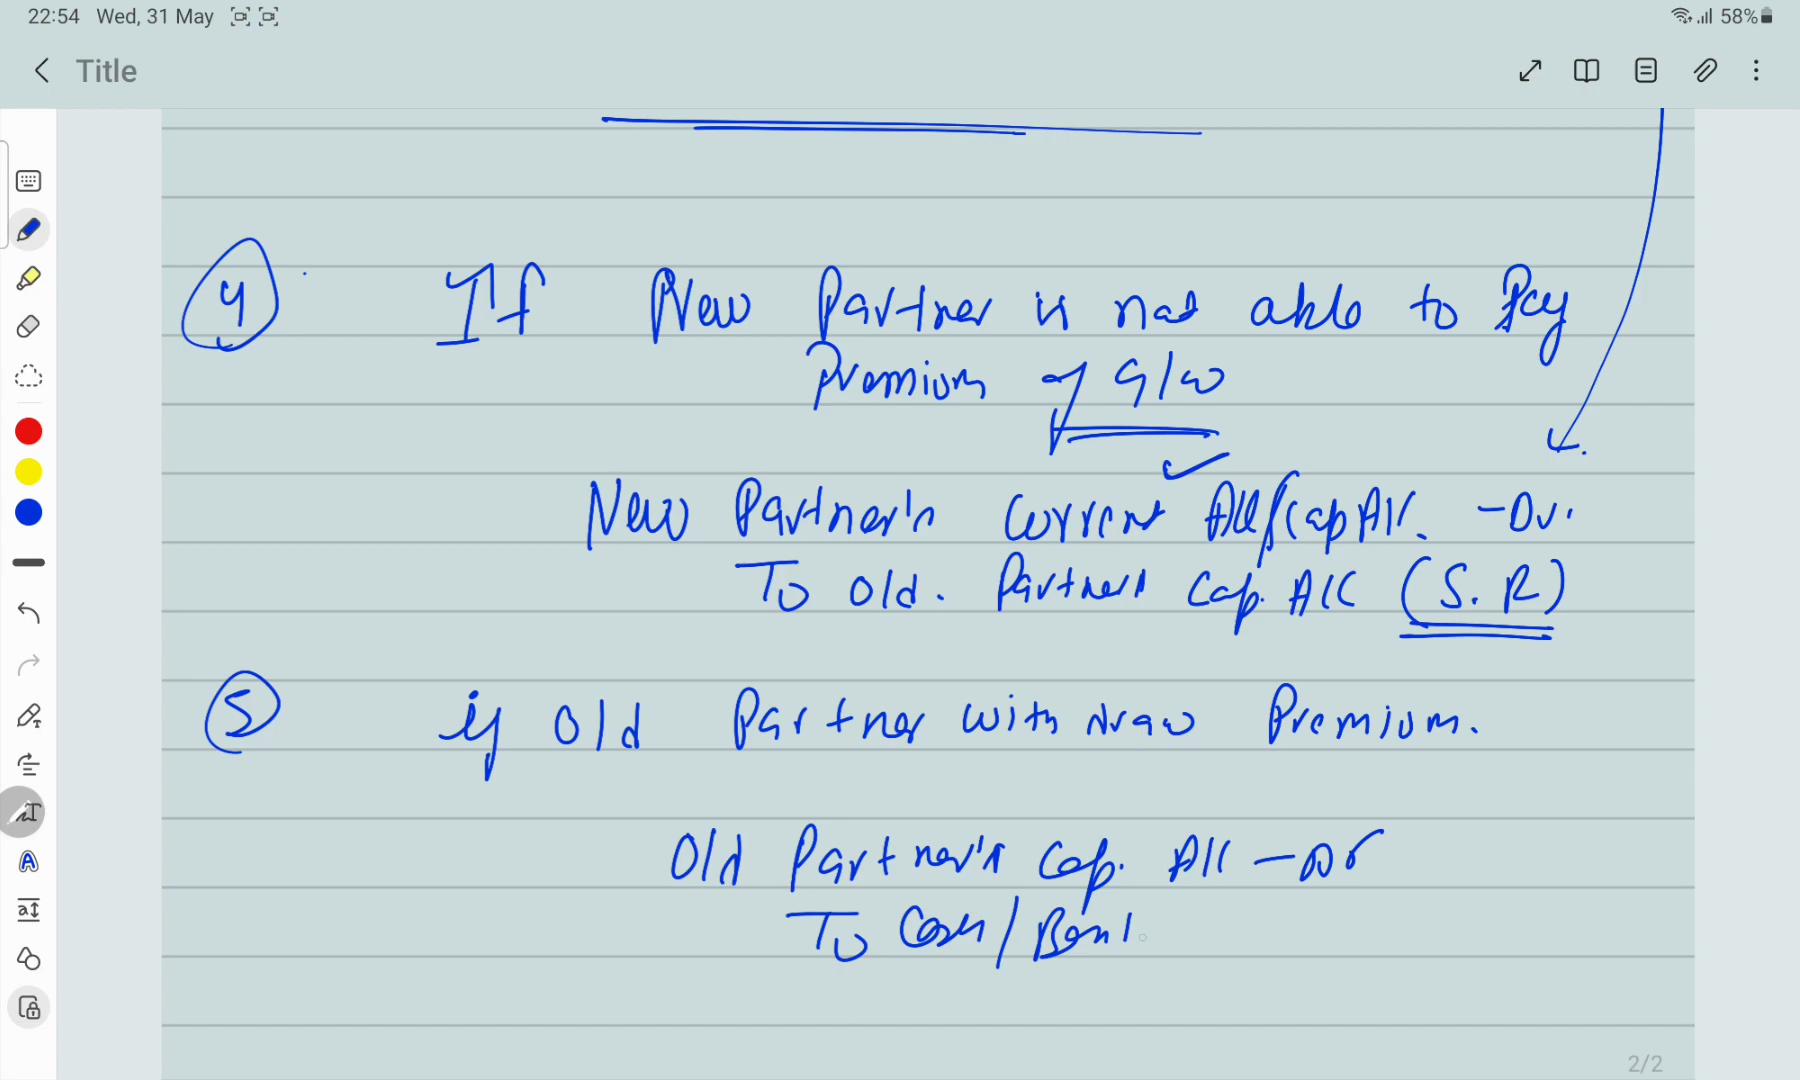 22:54 Wed, 31 May 58%
Title
4 If New Partner is not able to Pay
Premium of G/w
New Partner's Current A/c/Cap A/c. - Dr.
To Old. Partners Cap. A/c (S.R)
5 if Old Partner withdraw Premium.
Old Partner's Cap. A/c - Dr
To Cash/Ban
2/2